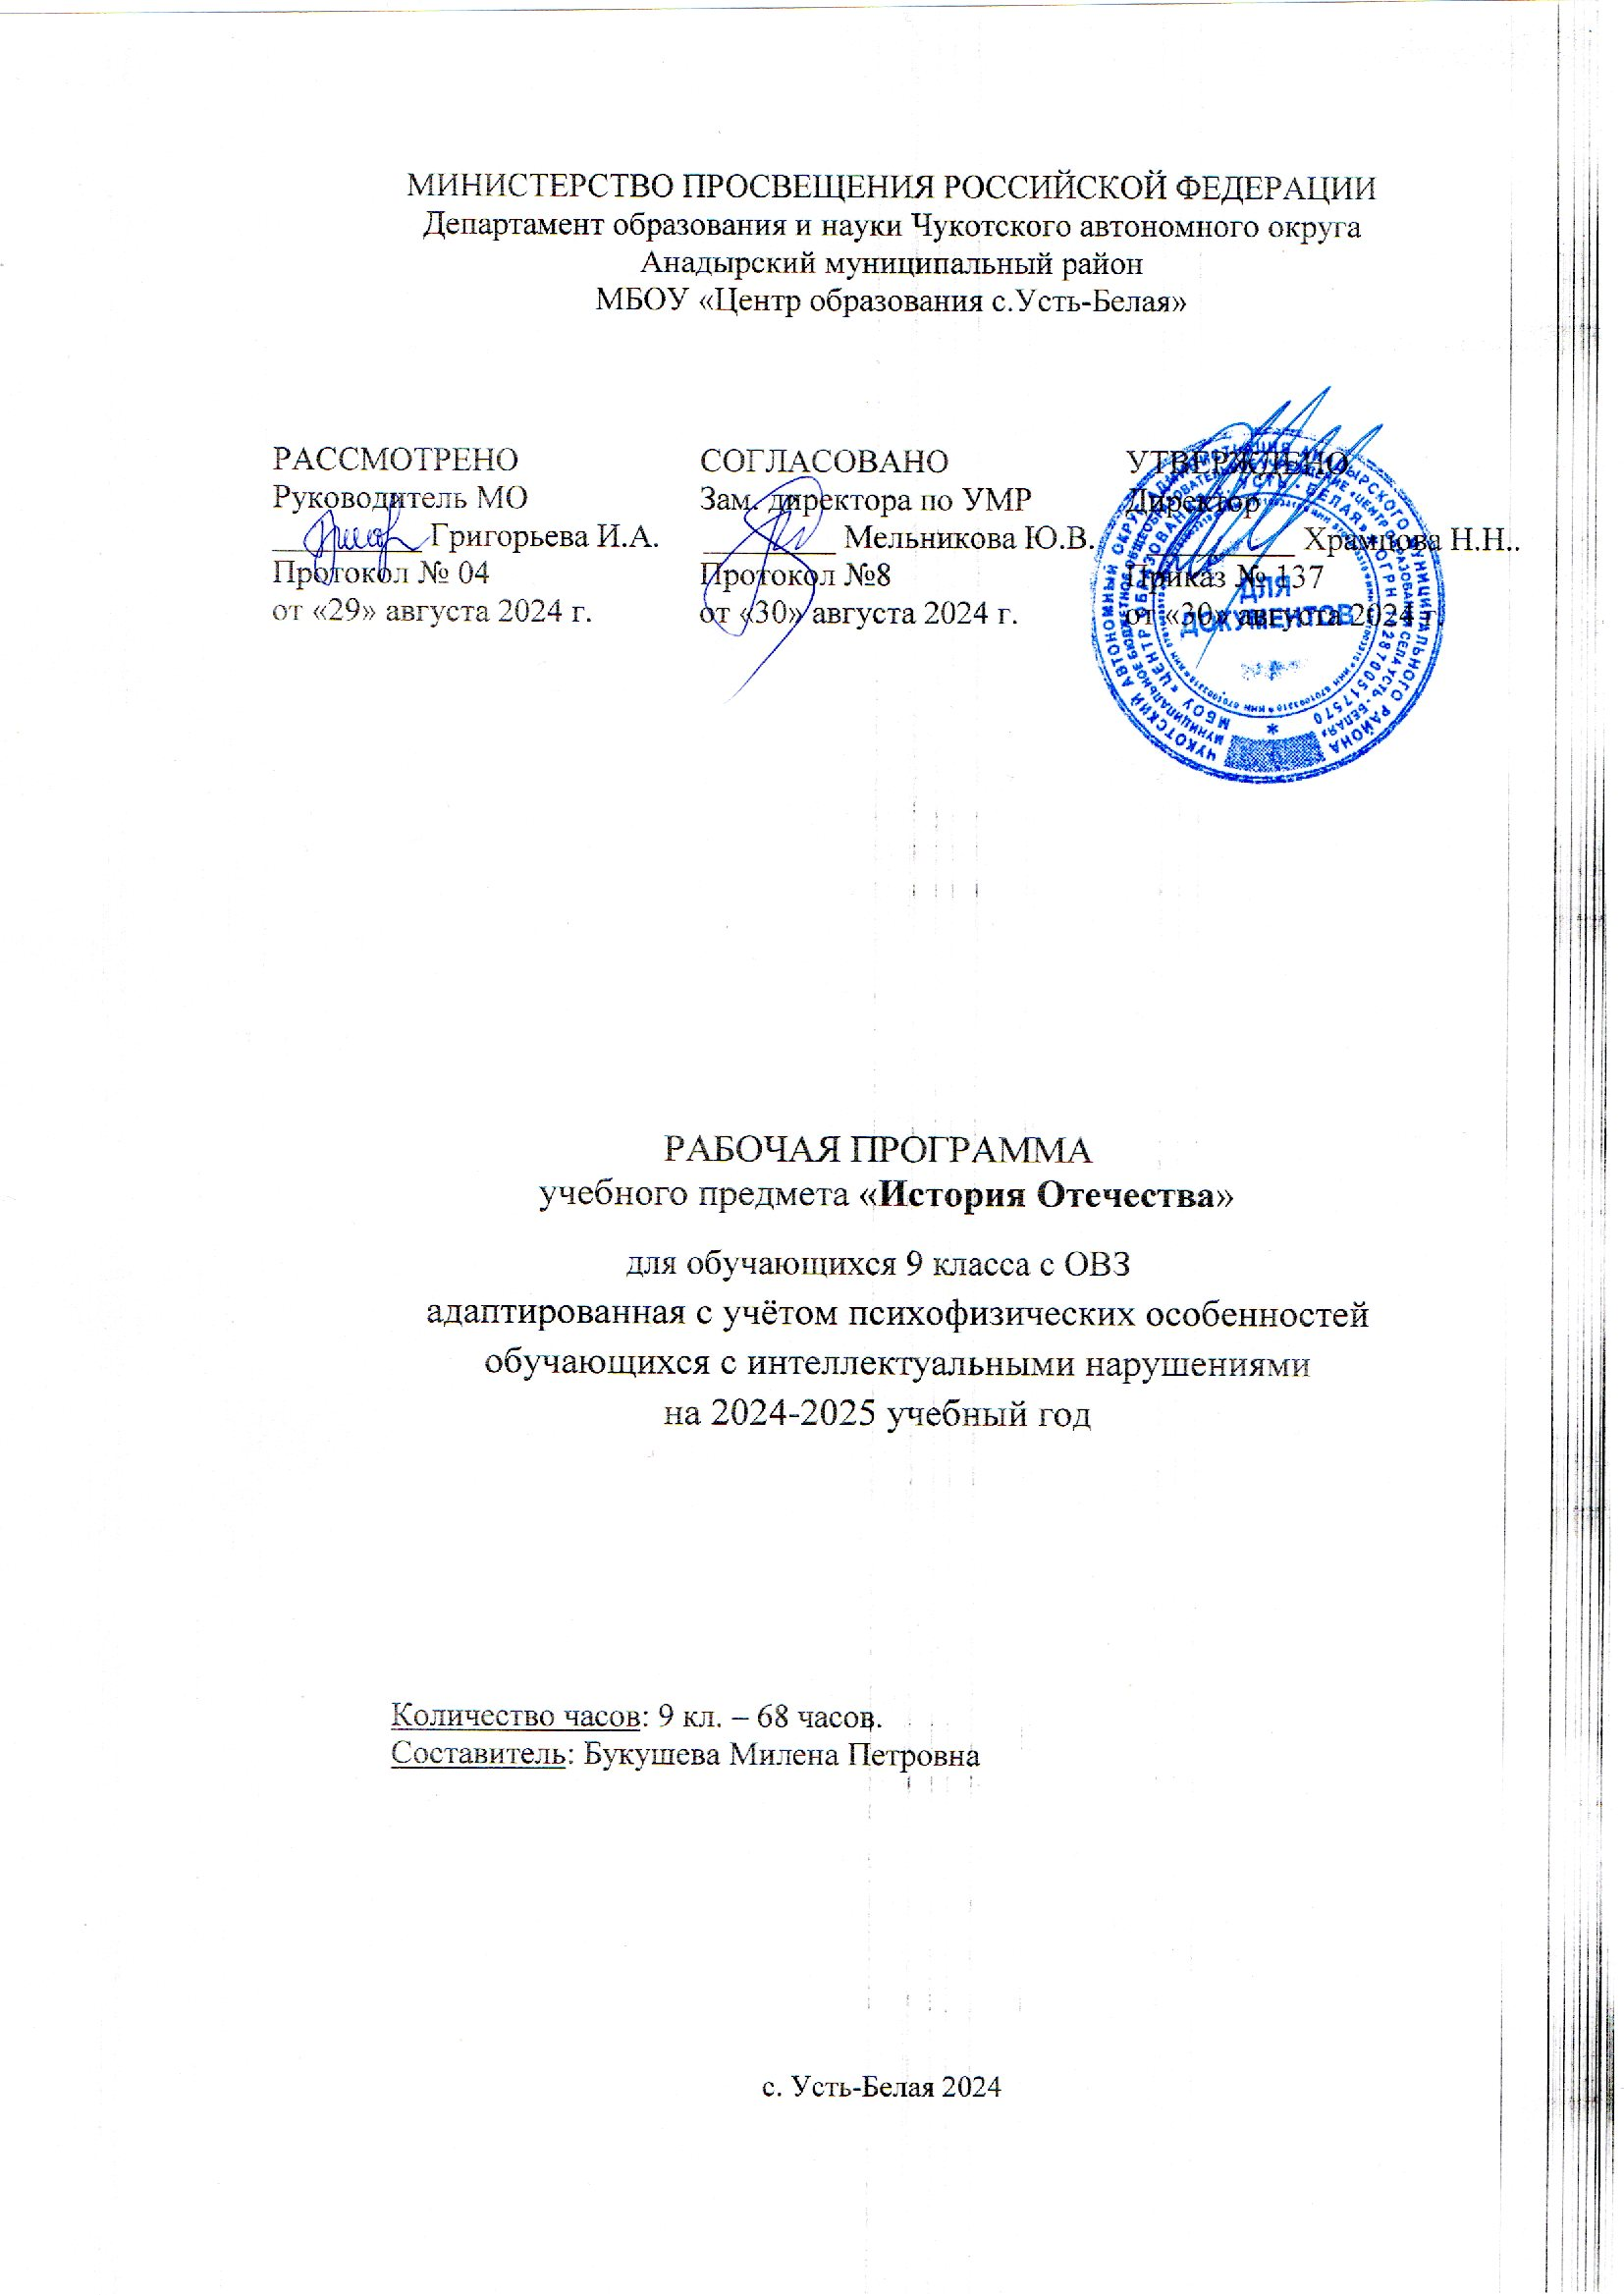 МИНИСТЕРСТВО ПРОСВЕЩЕНИЯ РОССИЙСКОЙ ФЕДЕРАЦИИ
Департамент образования и науки Чукотского автономного округа
Анадырский муниципальный район
МБОУ «Центр образования с.Усть-Белая»
РАССМОТРЕНО
Руководитель МО
Григорьева И.А.
Протокол № 04
от «29» августа 2024 г.
СОГЛАСОВАНО
Зам. директора по УМР
Мельникова Ю.В.
Протокол №8
от «30» августа 2024 г.
УТВЕРЖДЕНО
Директор
Храмцова Н.Н..
Приказ № 137
от «30» августа 2024 г.
ДЛЯ
ДОКУМЕНТОВ
РАБОЧАЯ ПРОГРАММА
учебного предмета «История Отечества»
для обучающихся 9 класса с ОВЗ
адаптированная с учётом психофизических особенностей
обучающихся с интеллектуальными нарушениями
на 2024-2025 учебный год
Количество часов: 9 кл. – 68 часов.
Составитель: Букушева Милена Петровна
с. Усть-Белая 2024